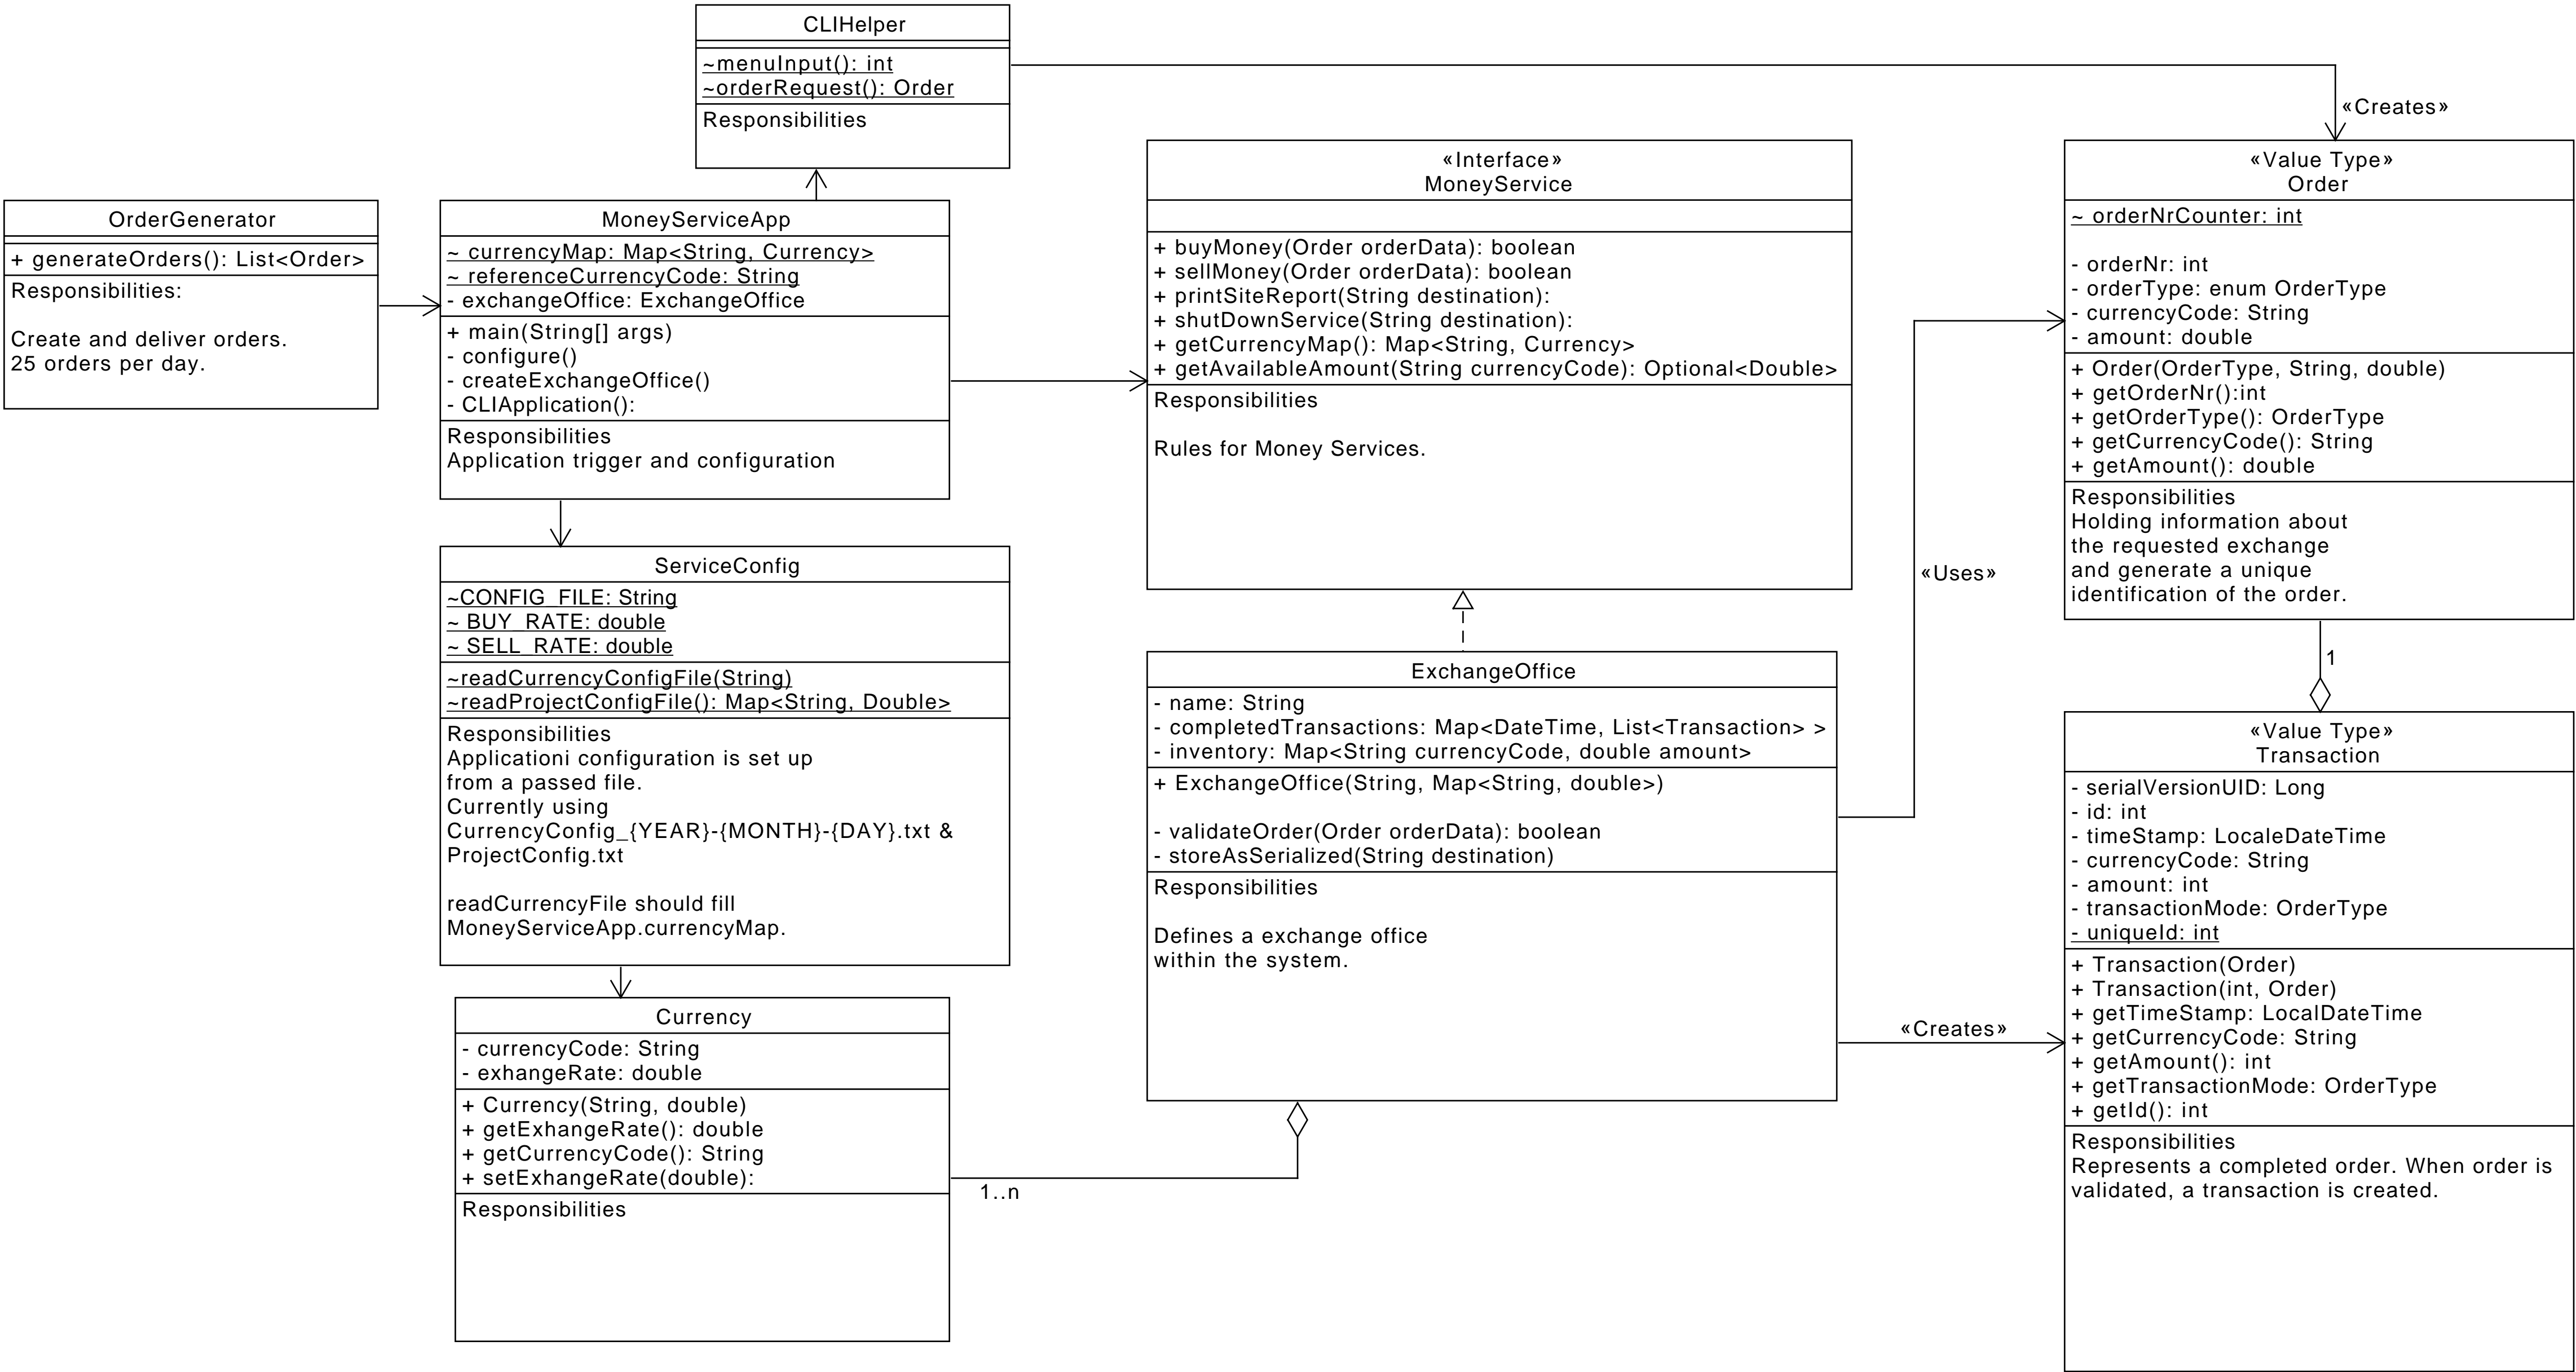 CLIHelper
~menuInput(): int
~orderRequest(): Order
Responsibilities
«Creates»
OrderGenerator
+ generateOrders(): List<Order>
Responsibilities:
Create and deliver orders.
25 orders per day.
MoneyServiceApp
~ currencyMap: Map<String, Currency>
~ referenceCurrencyCode: String
- exchangeOffice: ExchangeOffice
+ main(String[] args)
- configure()
- createExchangeOffice()
- CLIApplication():
Responsibilities
Application trigger and configuration
«Interface»
MoneyService
+ buyMoney(Order orderData): boolean
+ sellMoney(Order orderData): boolean
+ printSiteReport(String destination):
+ shutDownService(String destination):
+ getCurrencyMap(): Map<String, Currency>
+ getAvailableAmount(String currencyCode): Optional<Double>
Responsibilities
Rules for Money Services.
«Value Type»
Order
~ orderNrCounter: int
- orderNr: int
- orderType: enum OrderType
- currencyCode: String
- amount: double
+ Order(OrderType, String, double)
+ getOrderNr():int
+ getOrderType(): OrderType
+ getCurrencyCode(): String
+ getAmount(): double
Responsibilities
Holding information about
the requested exchange
and generate a unique
identification of the order.
«Uses»
1
ServiceConfig
~CONFIG_FILE: String
~ BUY_RATE: double
~ SELL_RATE: double
~readCurrencyConfigFile(String)
~readProjectConfigFile(): Map<String, Double>
Responsibilities
Applicationi configuration is set up
from a passed file.
Currently using
CurrencyConfig_{YEAR}-{MONTH}-{DAY}.txt &
ProjectConfig.txt
readCurrencyFile should fill
MoneyServiceApp.currencyMap.
ExchangeOffice
- name: String
- completedTransactions: Map<DateTime, List<Transaction> >
- inventory: Map<String currencyCode, double amount>
+ ExchangeOffice(String, Map<String, double>)
- validateOrder(Order orderData): boolean
- storeAsSerialized(String destination)
Responsibilities
Defines a exchange office
within the system.
«Creates»
«Value Type»
Transaction
- serialVersionUID: Long
- id: int
- timeStamp: LocaleDateTime
- currencyCode: String
- amount: int
- transactionMode: OrderType
- uniqueId: int
+ Transaction(Order)
+ Transaction(int, Order)
+ getTimeStamp: LocalDateTime
+ getCurrencyCode: String
+ getAmount(): int
+ getTransactionMode: OrderType
+ getId(): int
Responsibilities
Represents a completed order. When order is
validated, a transaction is created.
Currency
- currencyCode: String
- exhangeRate: double
+ Currency(String, double)
+ getExhangeRate(): double
+ getCurrencyCode(): String
+ setExhangeRate(double):
Responsibilities
1..n